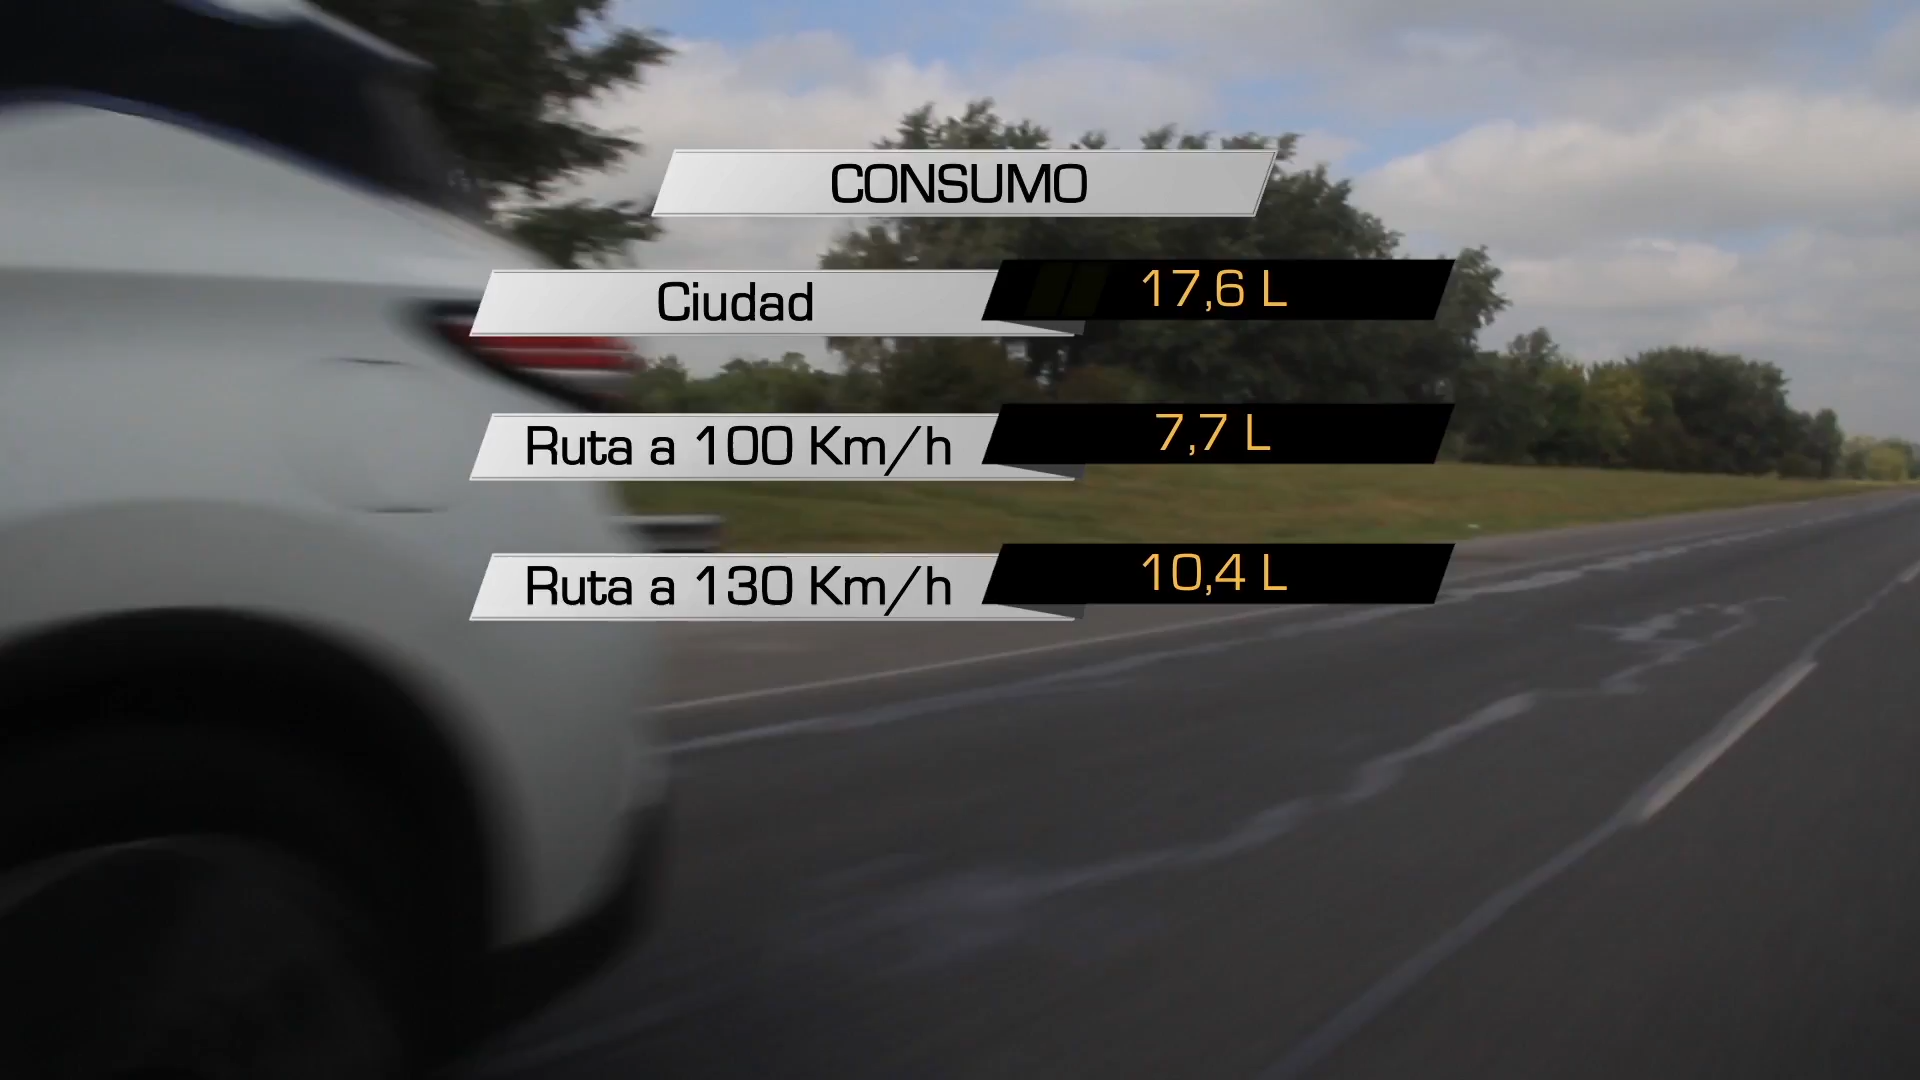 CONSUMO
Ciudad 17,6 L
Ruta a 100 Km/h 7,7 L
Ruta a 130 Km/h 10,4 L